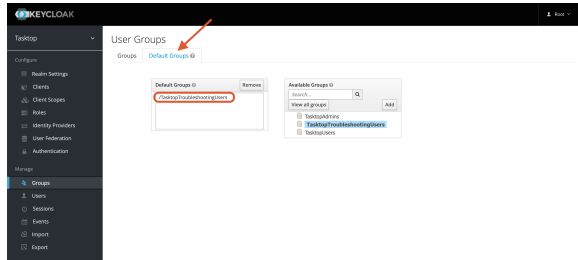 KEYCLOAK
Root
Tasktop
Configure
Realm Settings
Clients
Client Scopes
Roles
Identity Providers
User Federation
Authentication
Manage
Groups
Users
Sessions
Events
Import
Export
User Groups
Groups
Default Groups
Default Groups
Remove
/TasktopTroubleshootingUsers
Available Groups
Search...
View all groups
Add
TasktopAdmins
TasktopTroubleshootingUsers
TasktopUsers